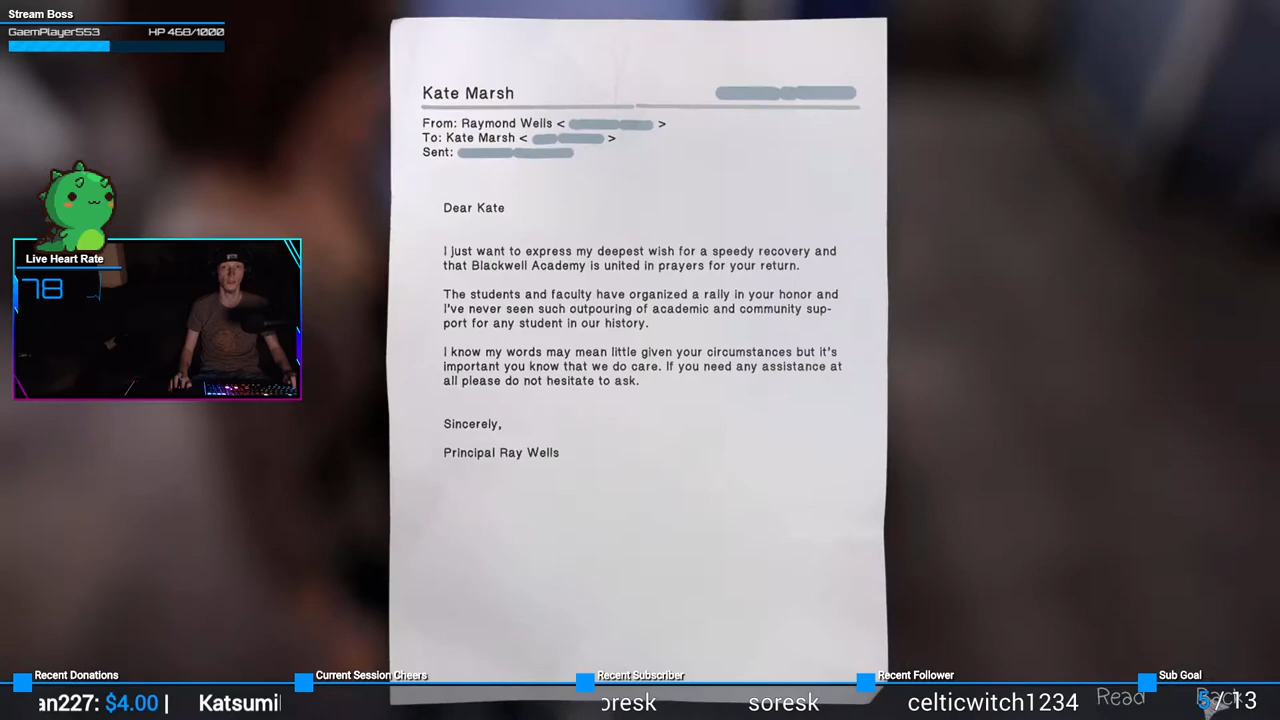 Stream Boss
GaemPlayer553 HP 468/1000
Kate Marsh
From: Raymond Wells < >
To: Kate Marsh < >
Sent:
Dear Kate
I just want to express my deepest wish for a speedy recovery and
that Blackwell Academy is united in prayers for your return.
The students and faculty have organized a rally in your honor and
I've never seen such outpouring of academic and community sup-
port for any student in our history.
I know my words may mean little given your circumstances but it's
important you know that we do care. If you need any assistance at
all please do not hesitate to ask.
Sincerely,
Principal Ray Wells
Live Heart Rate
78
Recent Donations
an227: $4.00 | Katsumi
Current Session Cheers
Recent Subscriber
oresk soresk
Recent Follower
celticwitch1234
Sub Goal
5 / 13
Read Back